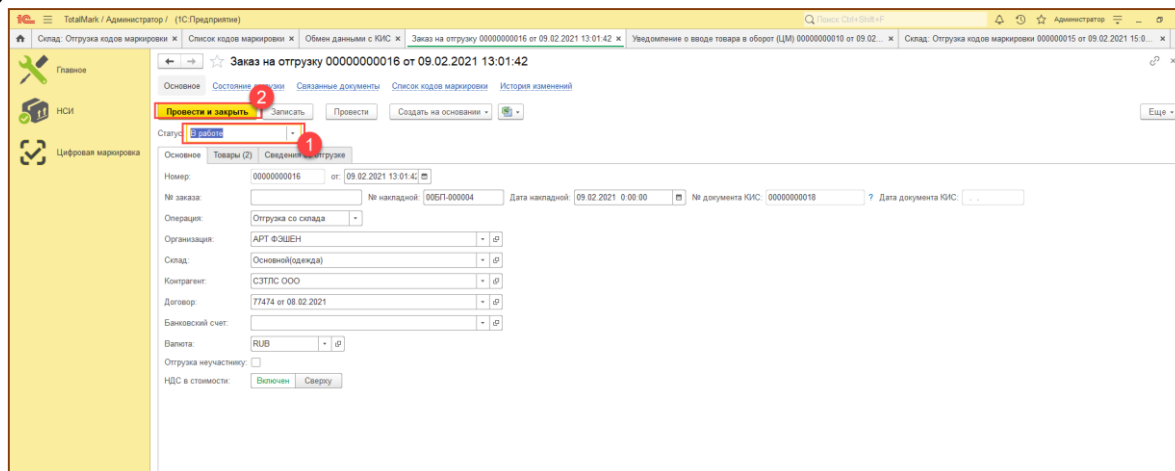 1С TotalMark / Администратор / (1С:Предприятие) Поиск Ctrl+Shift+F Администратор
Склад: Отгрузка кодов маркировки × Список кодов маркировки × Обмен данными с КИС × Заказ на отгрузку 00000000016 от 09.02.2021 13:01:42 × Уведомление о вводе товара в оборот (ЦМ) 00000000010 от 09.02... × Склад: Отгрузка кодов маркировки 000000015 от 09.02.2021 15:0... ×
Главное
НСИ
Цифровая маркировка
Заказ на отгрузку 00000000016 от 09.02.2021 13:01:42
Основное Состояние Связанные документы Список кодов маркировки История изменений
2
Провести и закрыть Записать Провести Создать на основании Еще
Статус: В работе
1
Основное Товары (2) Сведения отгрузке
Номер: 00000000016 от: 09.02.2021 13:01:42
№ заказа: № накладной: 00БП-000004 Дата накладной: 09.02.2021 0:00:00 № документа КИС: 00000000018 ? Дата документа КИС: . .
Операция: Отгрузка со склада
Организация: АРТ ФЭШЕН
Склад: Основной(одежда)
Контрагент: СЗТЛС ООО
Договор: 77474 от 08.02.2021
Банковский счет:
Валюта: RUB
Отгрузка неучастнику:
НДС в стоимости: Включен Сверху